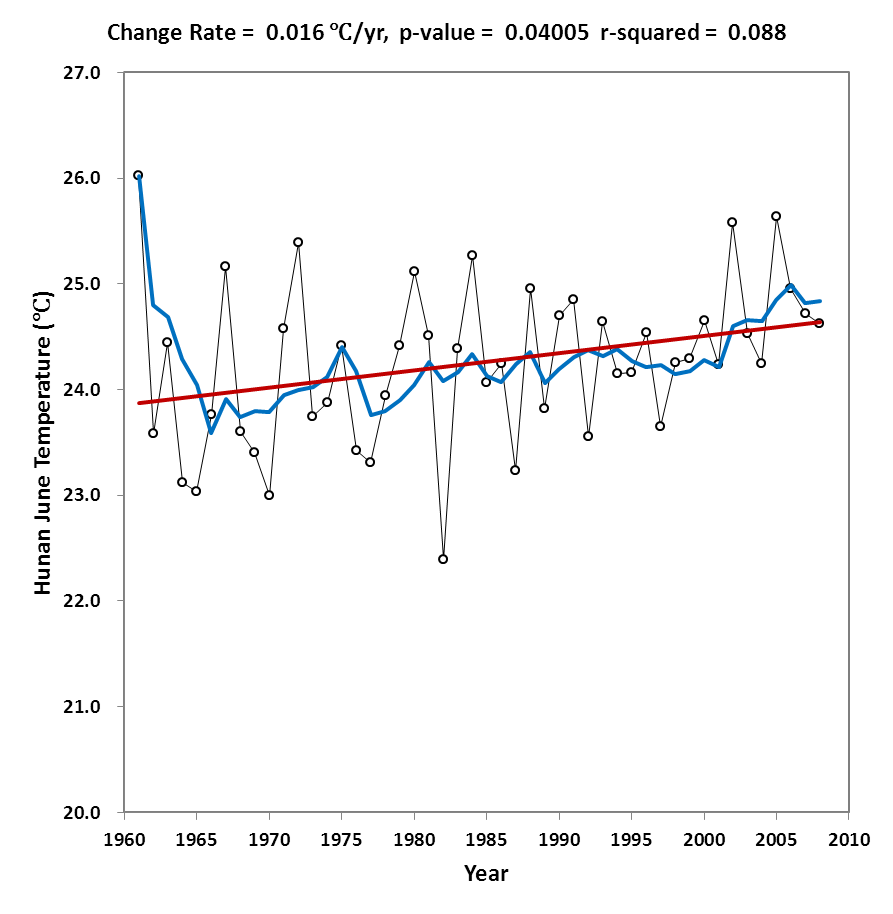 Change Rate = 0.016 ℃/yr, p-value = 0.04005 r-squared = 0.088
27.0
26.0
25.0
24.0
23.0
22.0
21.0
20.0
Hunan June Temperature (℃)
1960 1965 1970 1975 1980 1985 1990 1995 2000 2005 2010
Year